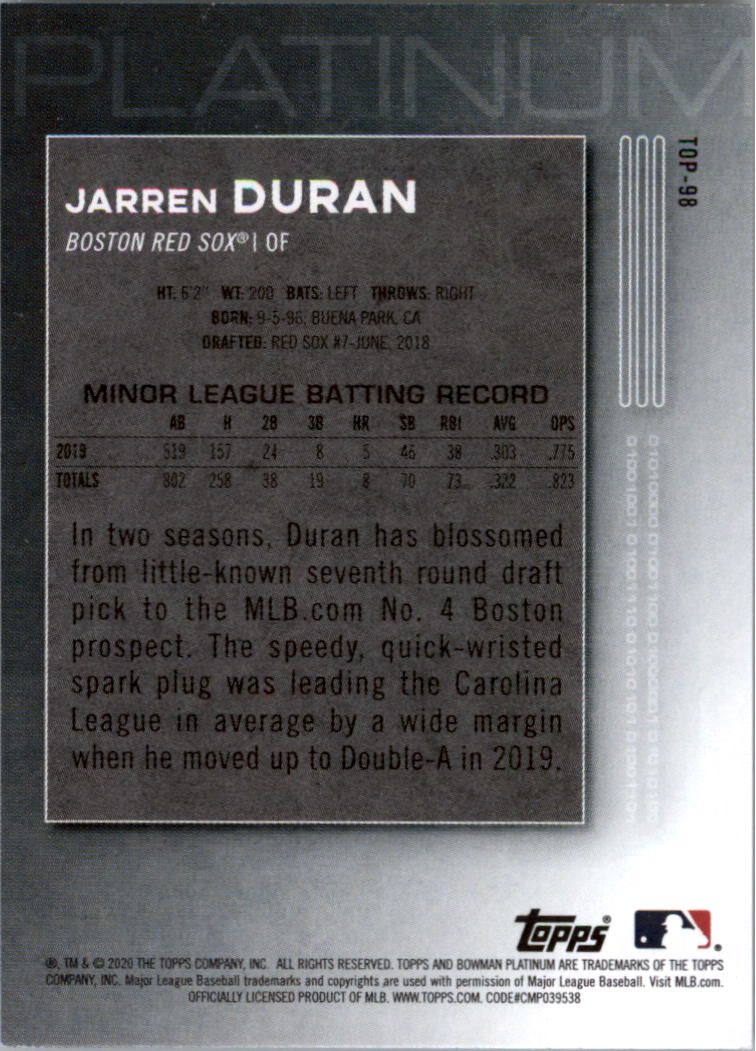 PLATINUM
TOP-98
JARREN DURAN
BOSTON RED SOX® | OF
HT: 6'2" WT: 200 BATS: LEFT THROWS: RIGHT
BORN: 9-5-96, BUENA PARK, CA
DRAFTED: RED SOX #7-JUNE, 2018
MINOR LEAGUE BATTING RECORD
AB H 2B 3B HR SB RBI AVG OPS
2019 519 157 24 8 5 46 38 .303 .775
TOTALS 802 258 38 19 8 70 73 .322 .823
In two seasons, Duran has blossomed
from little-known seventh round draft
pick to the MLB.com No. 4 Boston
prospect. The speedy, quick-wristed
spark plug was leading the Carolina
League in average by a wide margin
when he moved up to Double-A in 2019.
Topps®
®, TM & © 2020 THE TOPPS COMPANY, INC. ALL RIGHTS RESERVED. TOPPS AND BOWMAN PLATINUM ARE TRADEMARKS OF THE TOPPS
COMPANY, INC. Major League Baseball trademarks and copyrights are used with permission of Major League Baseball. Visit MLB.com.
OFFICIALLY LICENSED PRODUCT OF MLB. WWW.TOPPS.COM. CODE#CMP039538